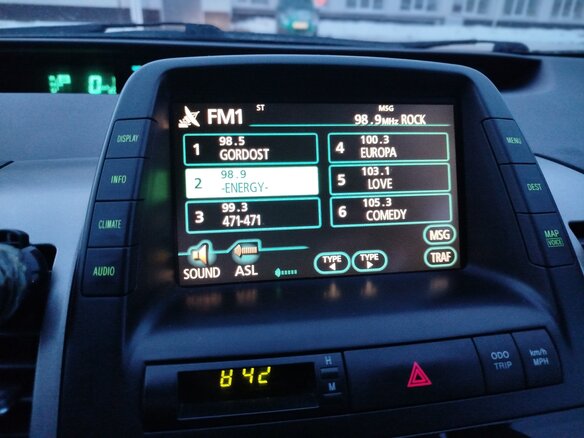 DISPLAY
INFO
CLIMATE
AUDIO
FM1
ST
MSG
98.9MHz ROCK
1 98.5
GORDOST
2 98.9
-ENERGY-
3 99.3
471-471
4 100.3
EUROPA
5 103.1
LOVE
6 105.3
COMEDY
SOUND
ASL
TYPE
TYPE
MSG
TRAF
MENU
DEST
MAP
VOICE
8 42
H
M
ODO
TRIP
km/h
MPH